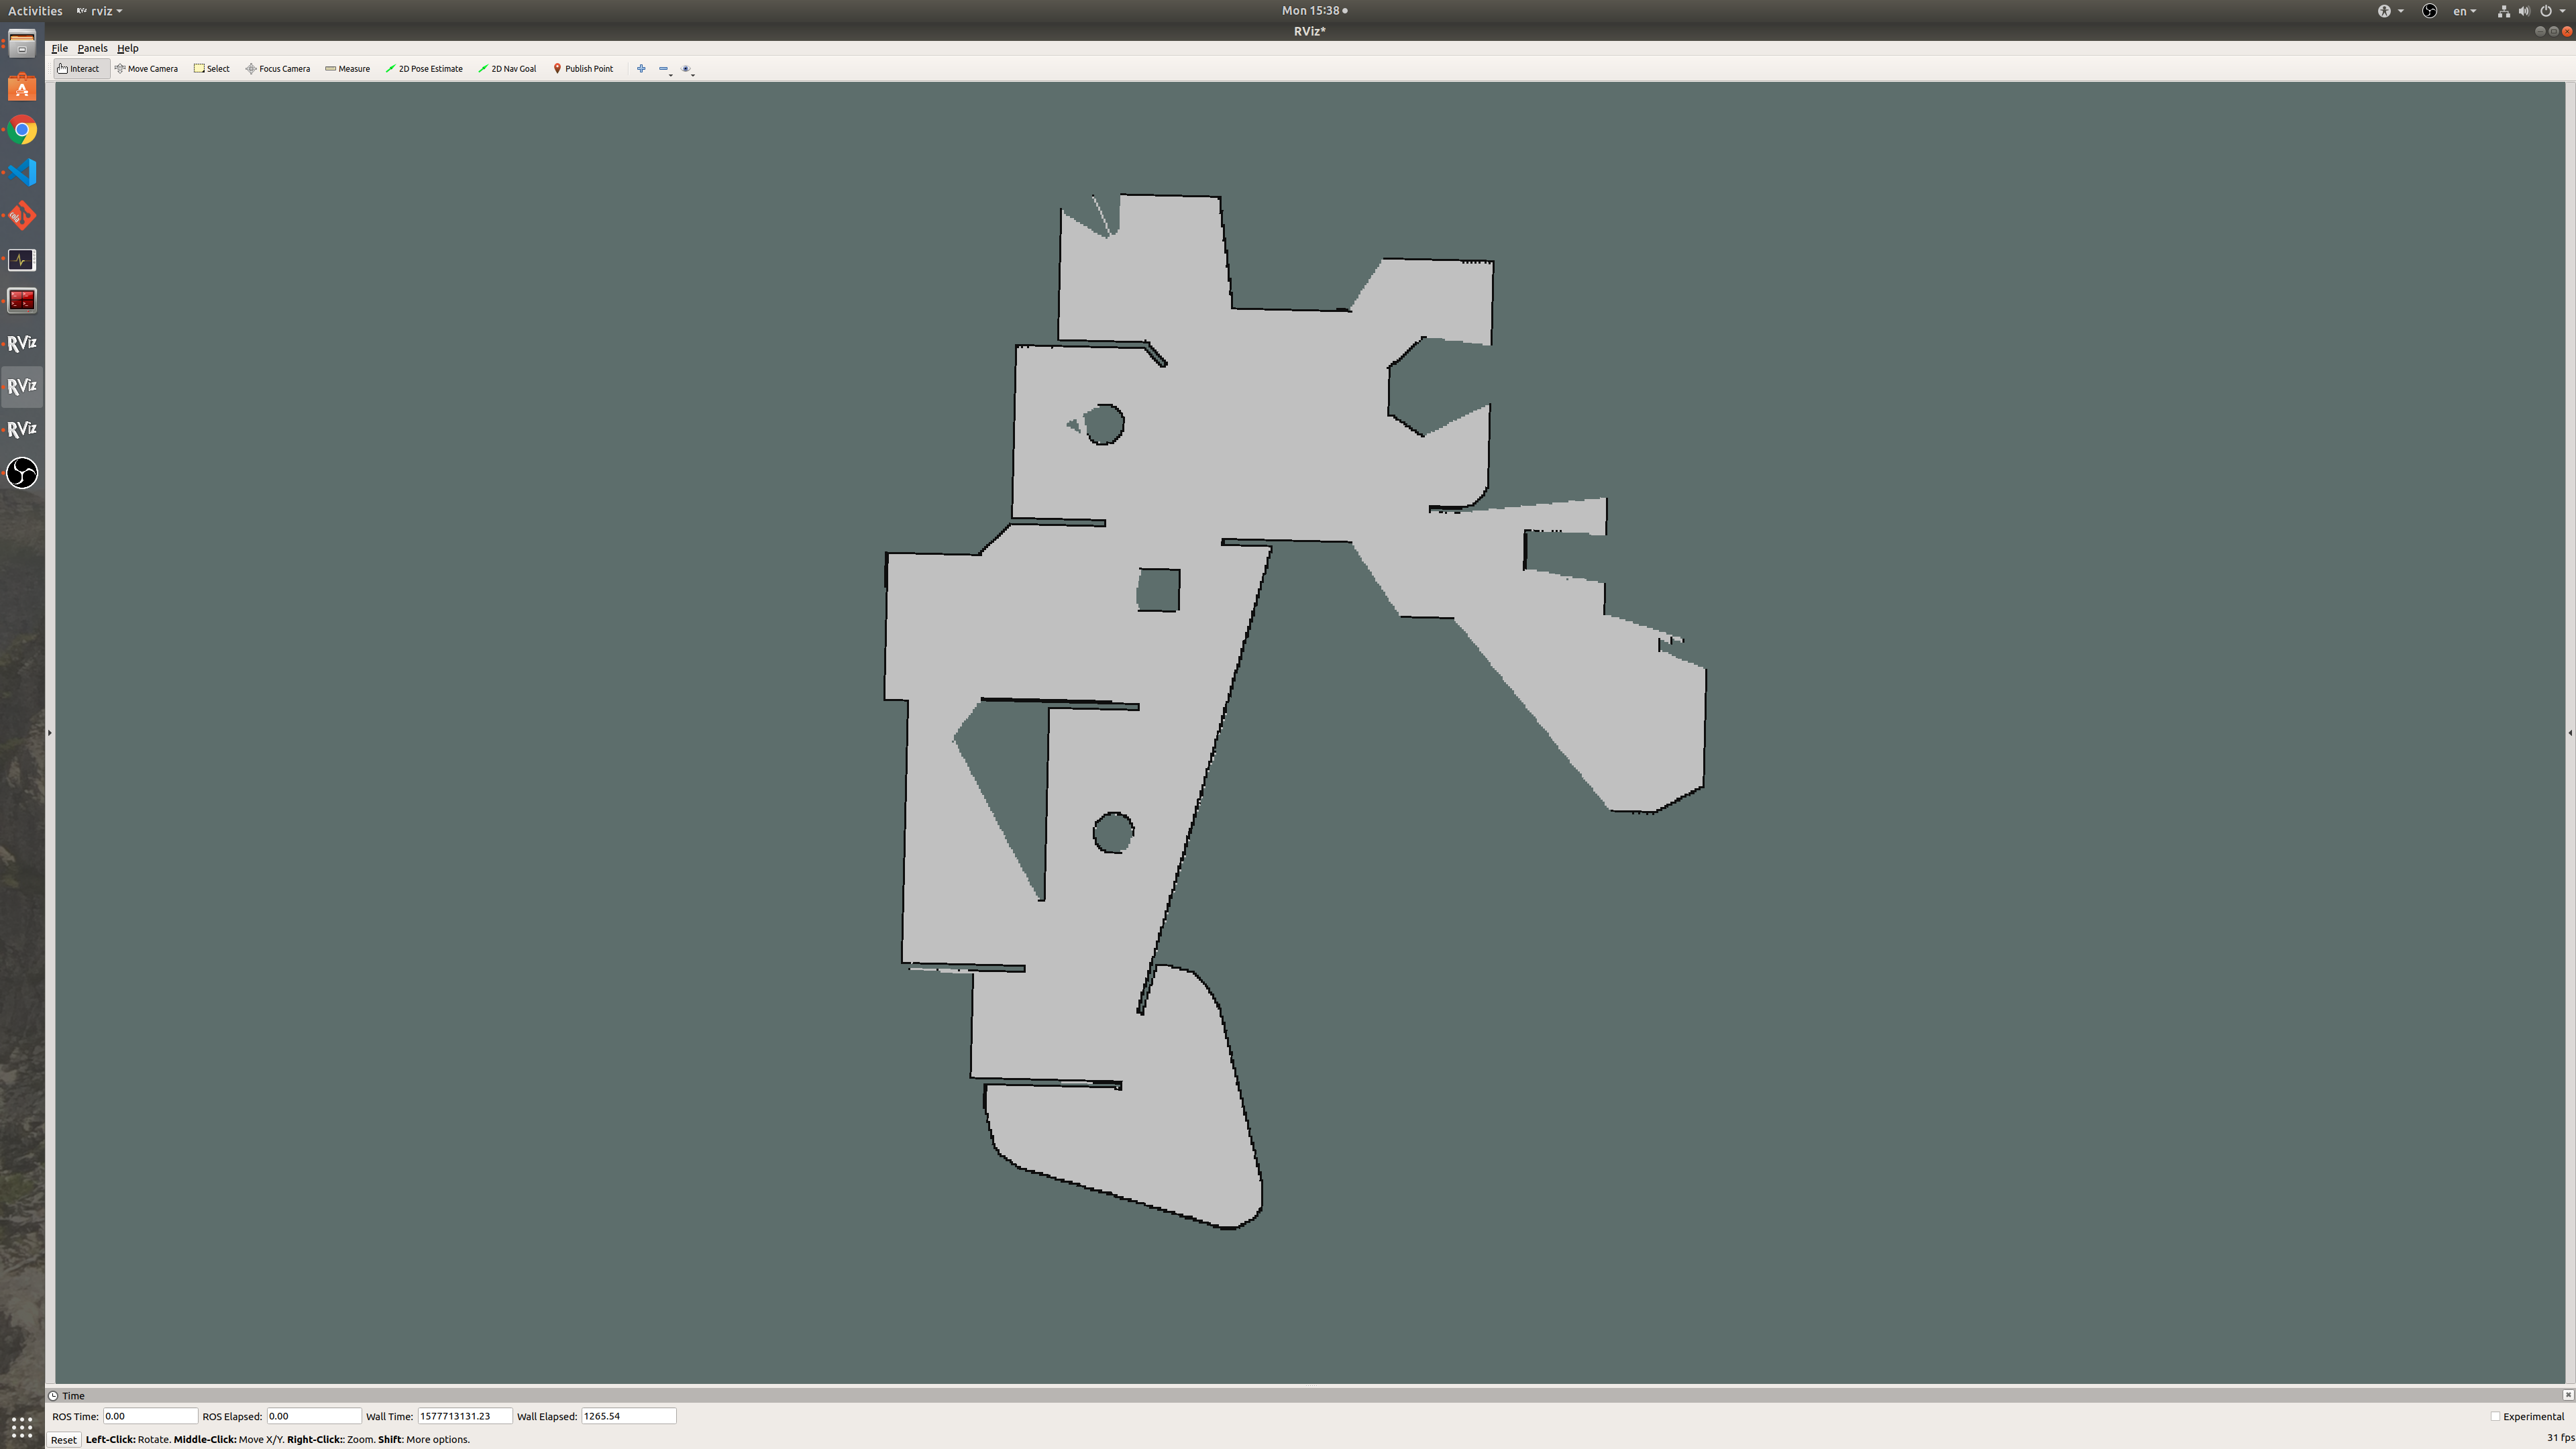 Activities rviz Mon 15:38 en
RViz*
File Panels Help
Interact Move Camera Select Focus Camera Measure 2D Pose Estimate 2D Nav Goal Publish Point
RViz
RViz
RViz
Time
ROS Time: 0.00 ROS Elapsed: 0.00 Wall Time: 1577713131.23 Wall Elapsed: 1265.54 Experimental
Reset Left-Click: Rotate. Middle-Click: Move X/Y. Right-Click:: Zoom. Shift: More options. 31 fps